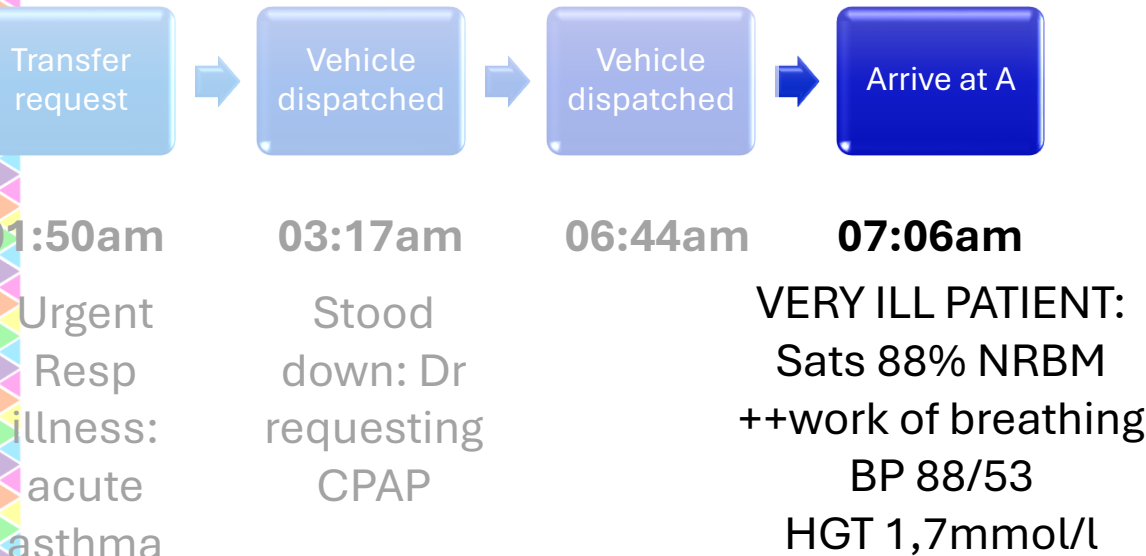 Transfer
request
Vehicle
dispatched
Vehicle
dispatched
Arrive at A
1:50am
03:17am
06:44am
07:06am
Urgent
Resp
illness:
acute
asthma
Stood
down: Dr
requesting
CPAP
VERY ILL PATIENT:
Sats 88% NRBM
++work of breathing
BP 88/53
HGT 1,7mmol/l